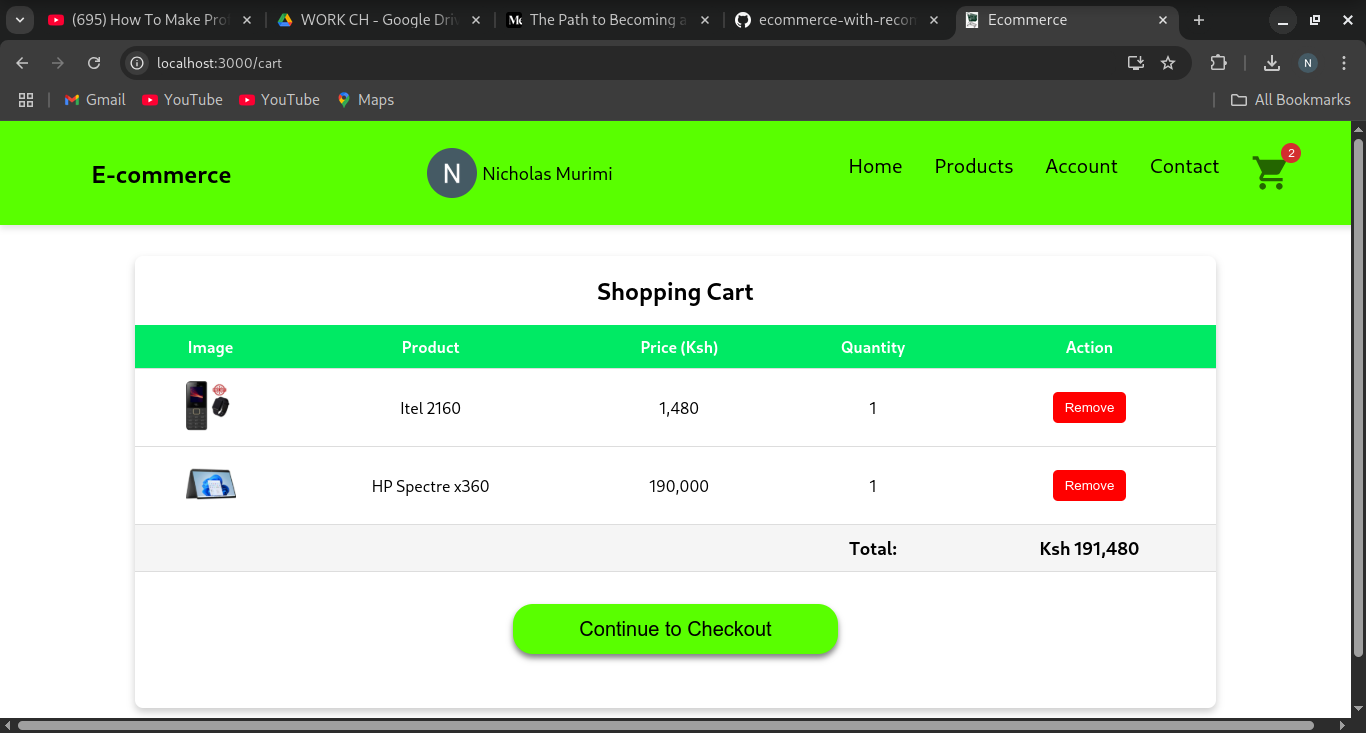 (695) How To Make Pro
WORK CH - Google Driv
The Path to Becoming a
ecommerce-with-recom
Ecommerce
localhost:3000/cart
N
Gmail
YouTube
YouTube
Maps
All Bookmarks
E-commerce
N
Nicholas Murimi
Home
Products
Account
Contact
2
Shopping Cart
Image Product Price (Ksh) Quantity Action
Itel 2160 1,480 1 Remove
HP Spectre x360 190,000 1 Remove
Total: Ksh 191,480
Continue to Checkout